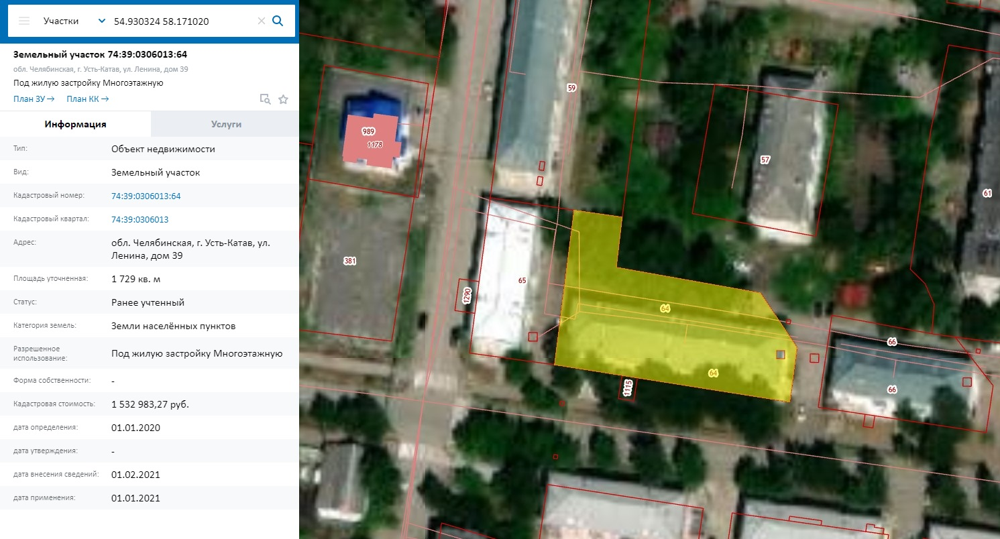 Участки 54.930324 58.171020
Земельный участок 74:39:0306013:64
обл. Челябинская, г. Усть-Катав, ул. Ленина, дом 39
Под жилую застройку Многоэтажную
План ЗУ → План КК →
Информация Услуги
Тип: Объект недвижимости
Вид: Земельный участок
Кадастровый номер: 74:39:0306013:64
Кадастровый квартал: 74:39:0306013
Адрес: обл. Челябинская, г. Усть-Катав, ул.
Ленина, дом 39
Площадь уточненная: 1 729 кв. м
Статус: Ранее учтенный
Категория земель: Земли населённых пунктов
Разрешенное
использование: Под жилую застройку Многоэтажную
Форма собственности: -
Кадастровая стоимость: 1 532 983,27 руб.
дата определения: 01.01.2020
дата утверждения: -
дата внесения сведений: 01.02.2021
дата применения: 01.01.2021
59
989
1178
57
61
381
65
1290
64
64
1115
66
66